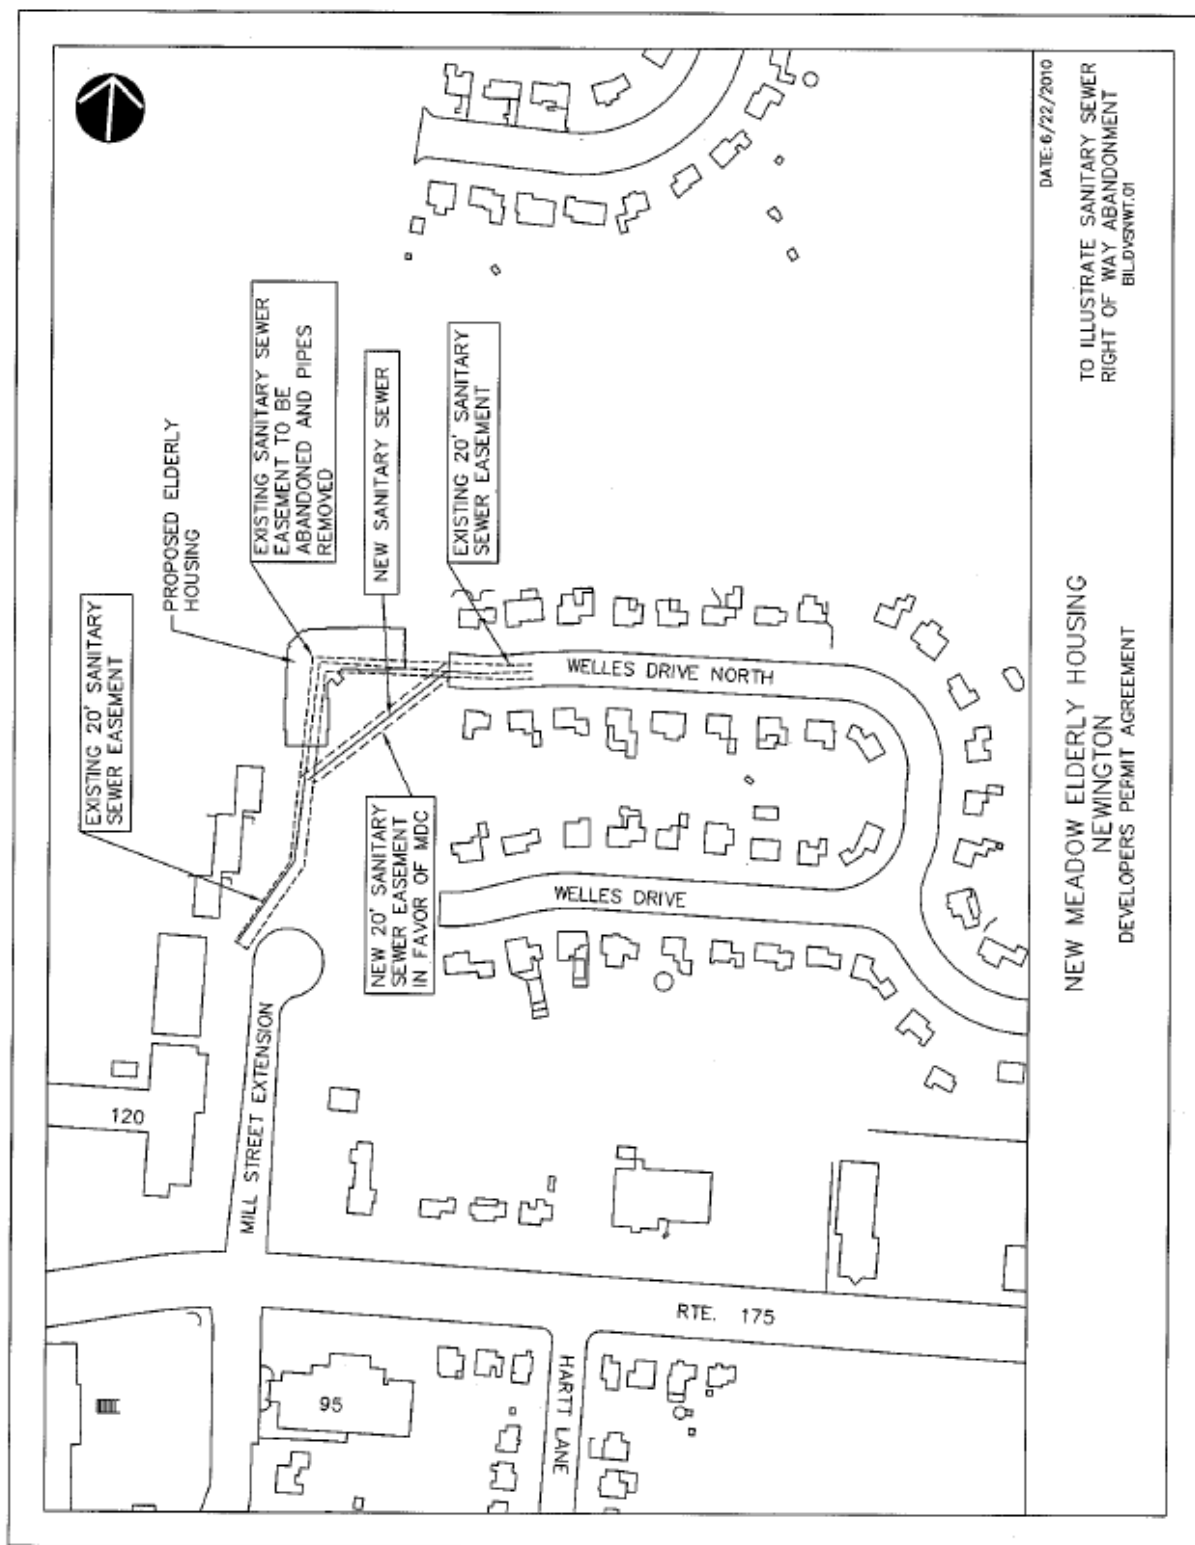 EXISTING 20' SANITARY
SEWER EASEMENT
PROPOSED ELDERLY
HOUSING
EXISTING SANITARY SEWER
EASEMENT TO BE
ABANDONED AND PIPES
REMOVED
NEW SANITARY SEWER
EXISTING 20' SANITARY
SEWER EASEMENT
NEW 20' SANITARY
SEWER EASEMENT
IN FAVOR OF MDC
WELLES DRIVE NORTH
WELLES DRIVE
MILL STREET EXTENSION
120
RTE. 175
HARTT LANE
95
NEW MEADOW ELDERLY HOUSING
NEWINGTON
DEVELOPERS PERMIT AGREEMENT
DATE: 6/22/2010
TO ILLUSTRATE SANITARY SEWER
RIGHT OF WAY ABANDONMENT